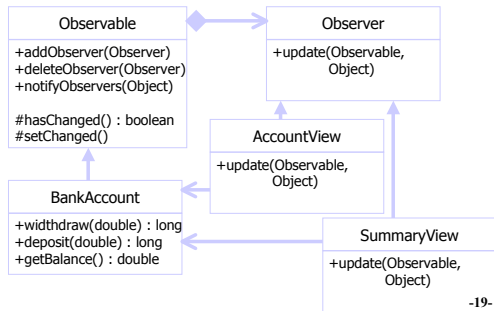 Observable
+addObserver(Observer)
+deleteObserver(Observer)
+notifyObservers(Object)
#hasChanged() : boolean
#setChanged()
Observer
+update(Observable,
Object)
AccountView
+update(Observable,
Object)
BankAccount
+widthdraw(double) : long
+deposit(double) : long
+getBalance() : double
SummaryView
+update(Observable,
Object)
-19-